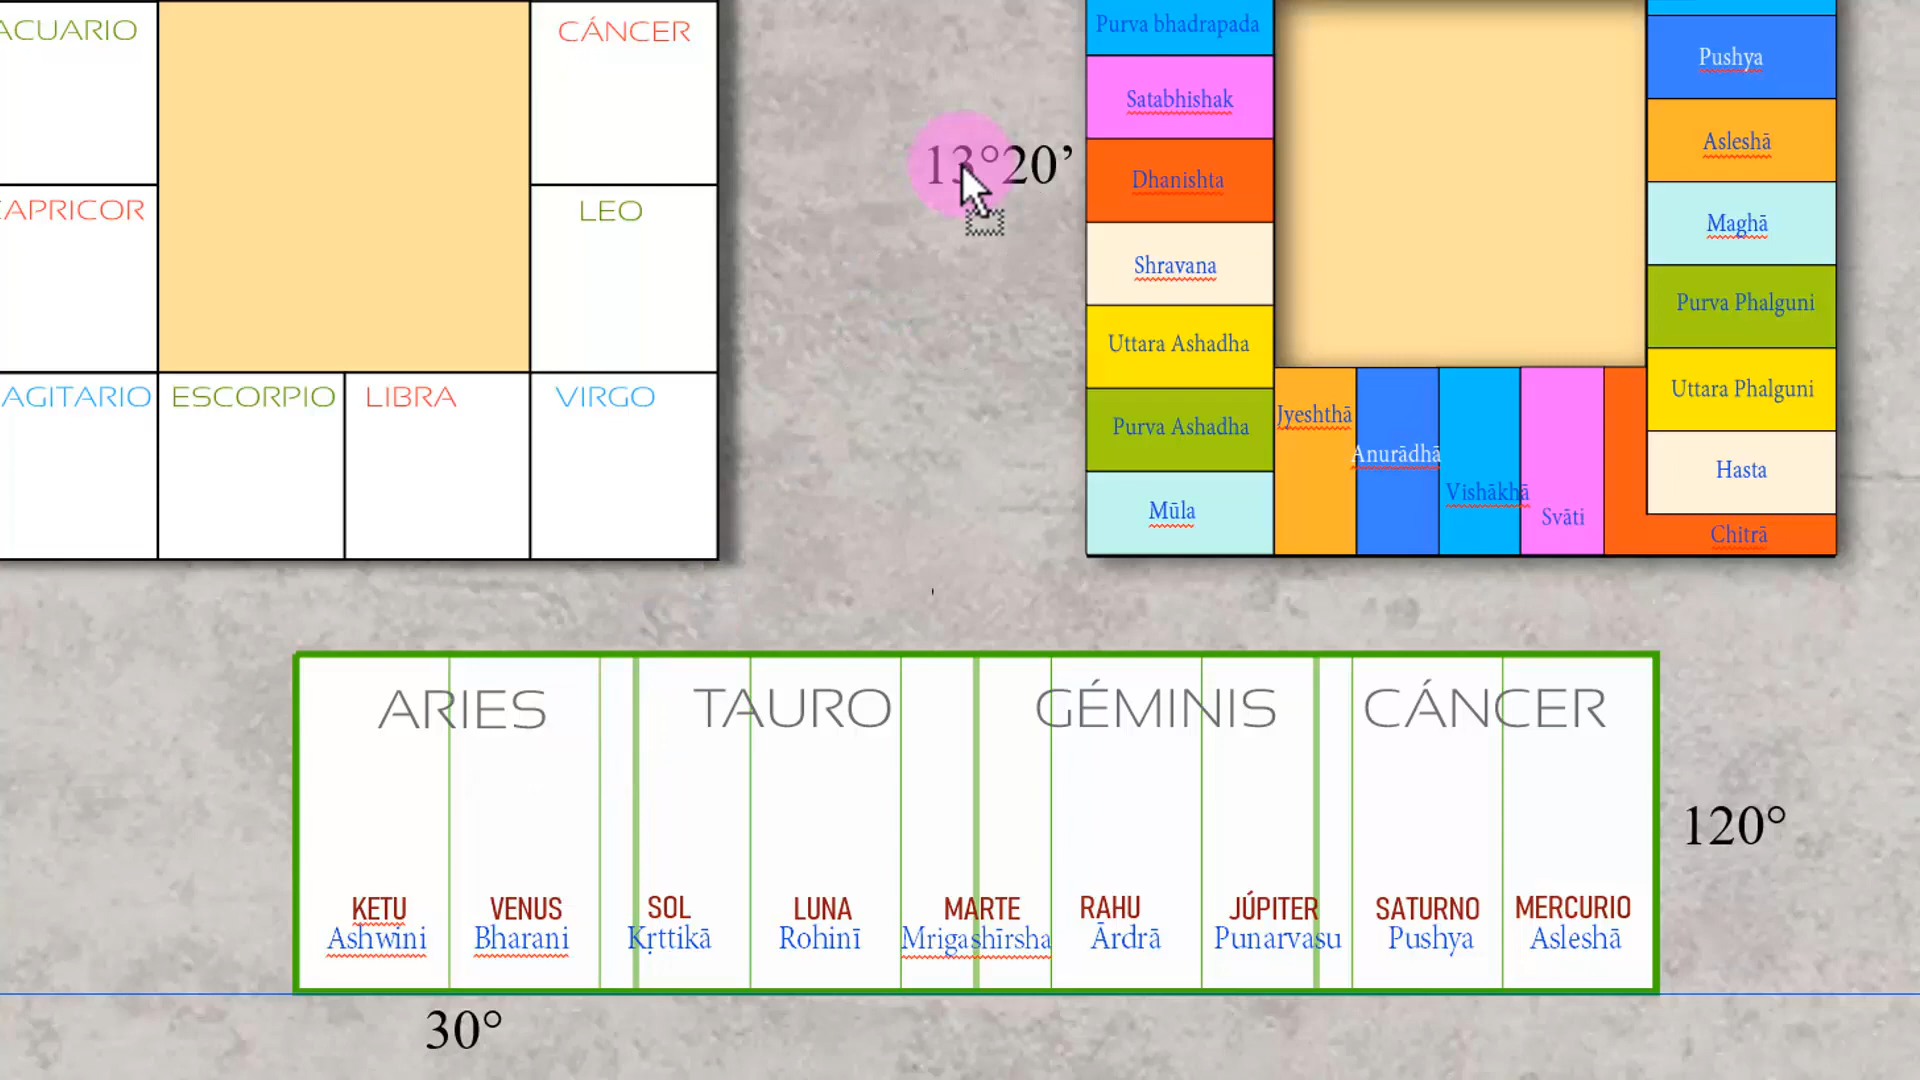 ACUARIO
CÁNCER
CAPRICOR
LEO
AGITARIO
ESCORPIO
LIBRA
VIRGO
13°20’
Purva bhadrapada
Satabhishak
Dhanishta
Shravana
Uttara Ashadha
Purva Ashadha
Mūla
Jyeshthā
Anurādhā
Vishākhā
Svāti
Pushya
Asleshā
Maghā
Purva Phalguni
Uttara Phalguni
Hasta
Chitrā
ARIES TAURO GÉMINIS CÁNCER
120°
KETU VENUS SOL LUNA MARTE RAHU JÚPITER SATURNO MERCURIO
Ashwini Bharani Kṛttikā Rohinī Mrigashīrsha Ārdrā Punarvasu Pushya Asleshā
30°